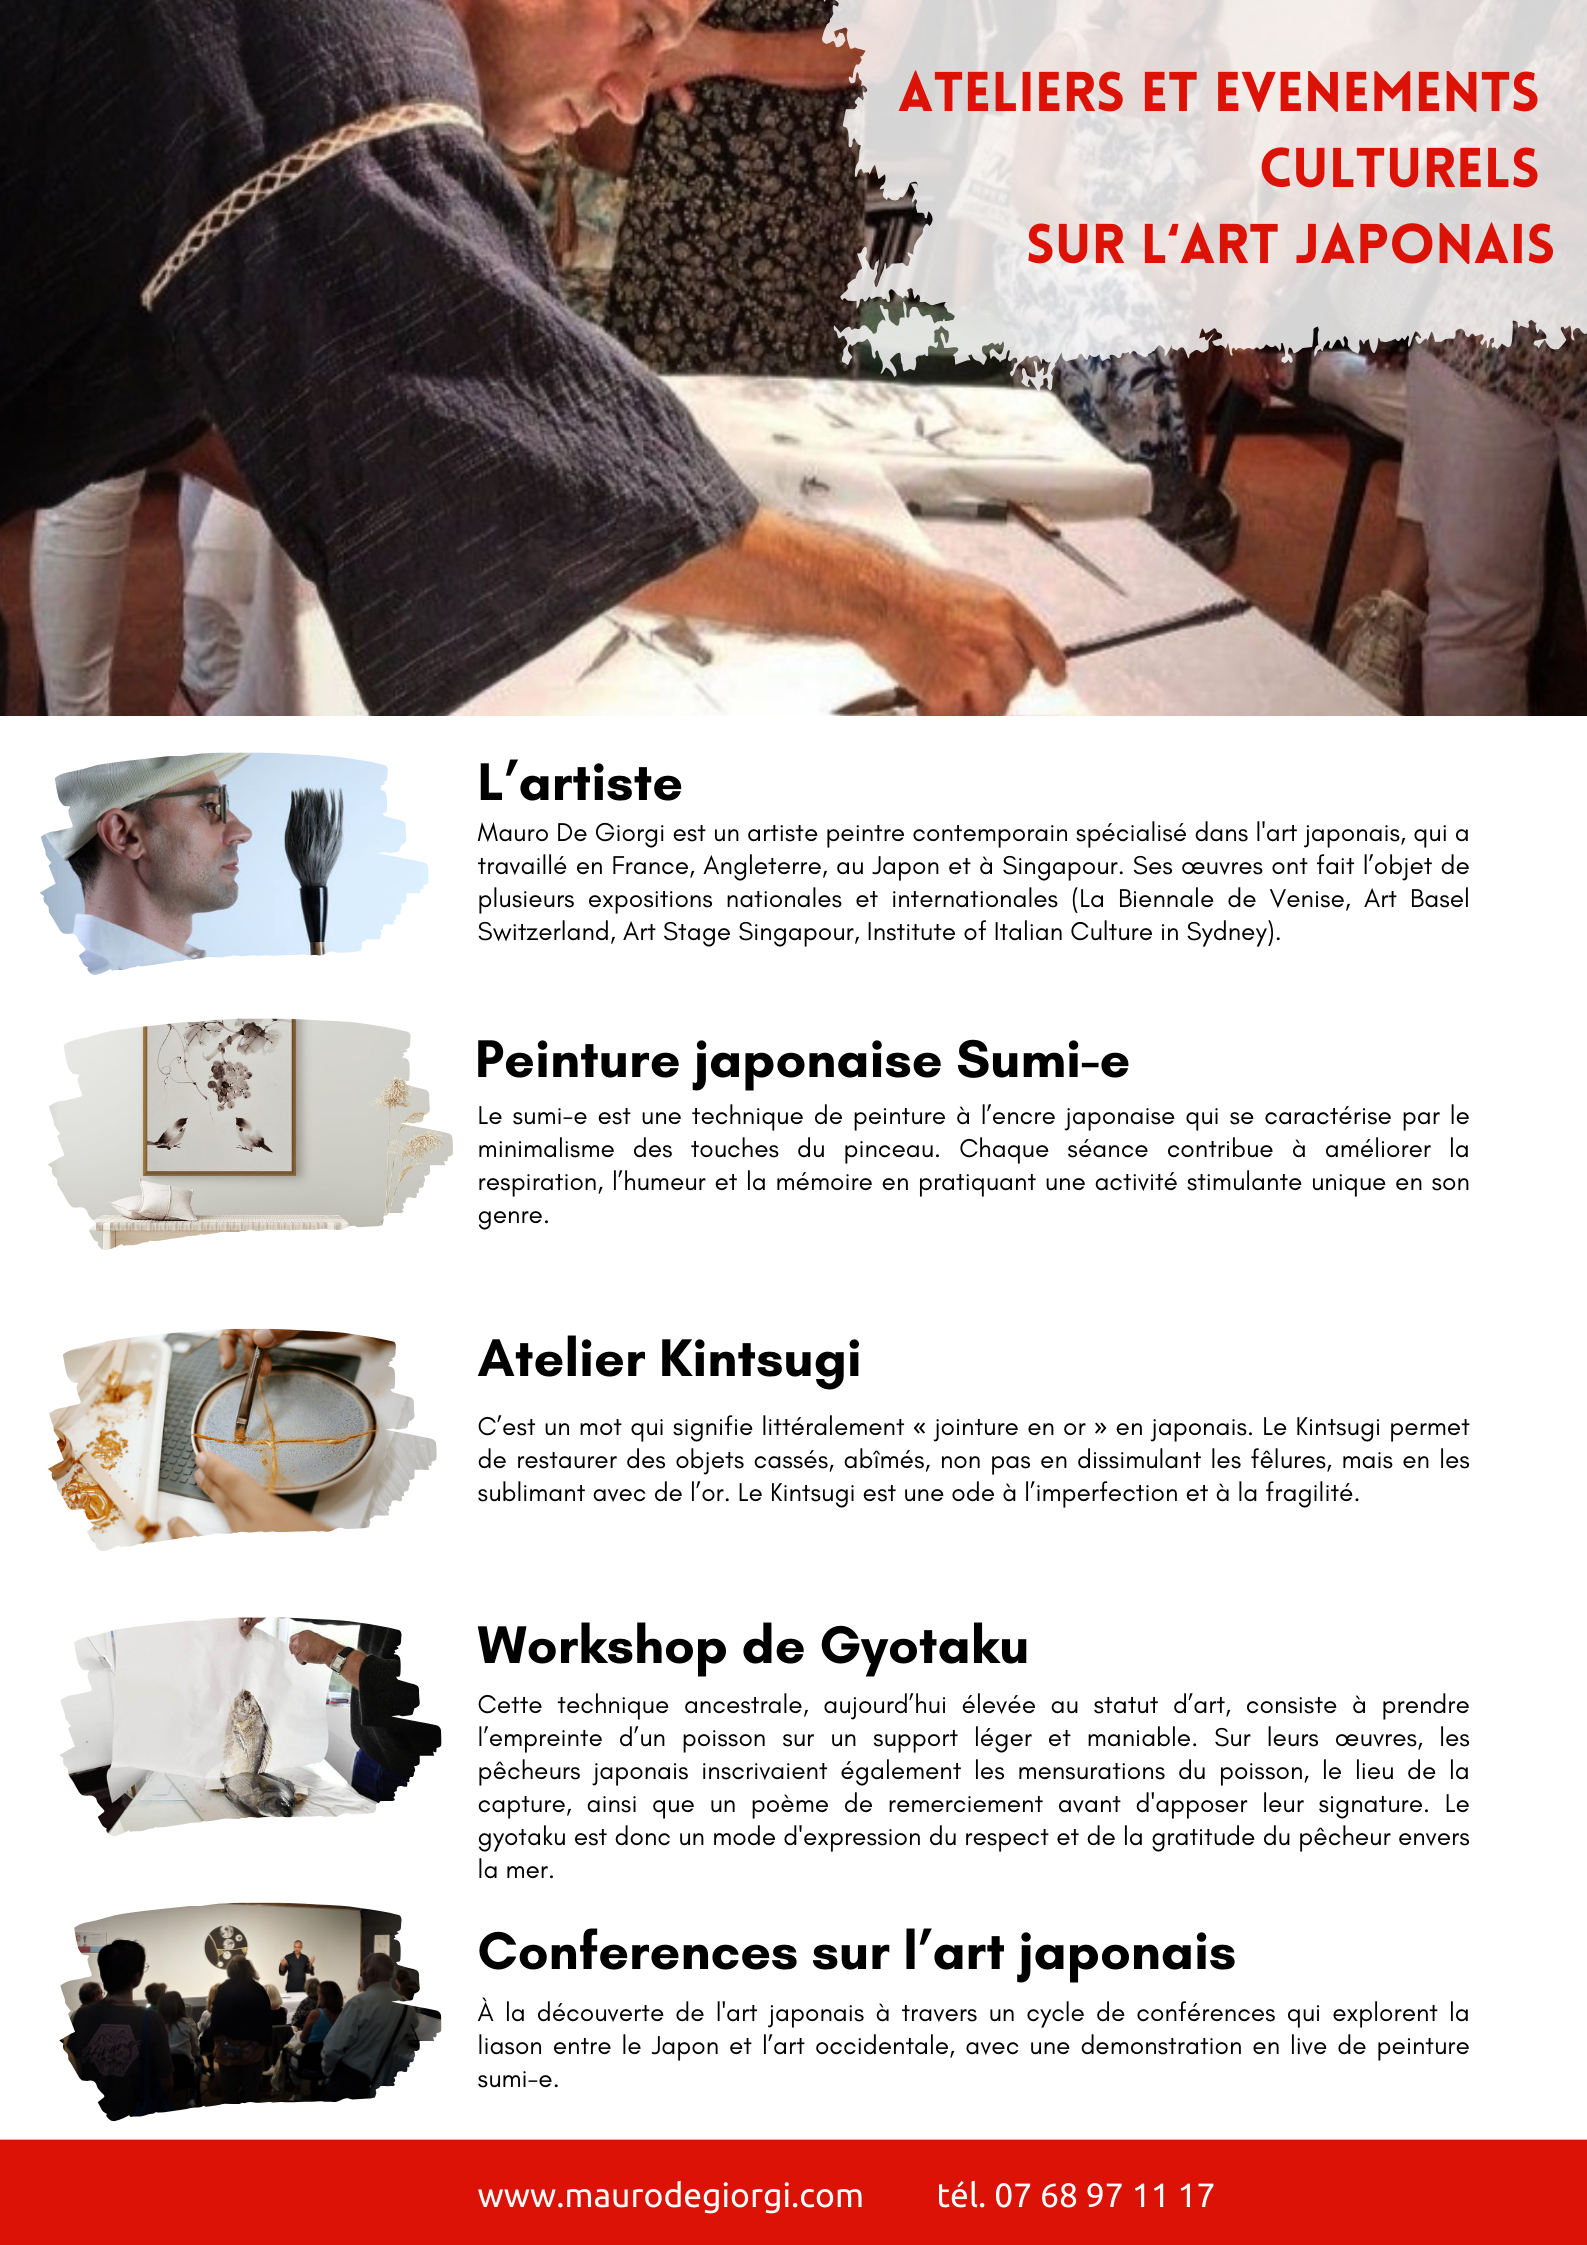 ATELIERS ET EVENEMENTS
CULTURELS
SUR L‘ART JAPONAIS
L’artiste
Mauro De Giorgi est un artiste peintre contemporain spécialisé dans l'art japonais, qui a
travaillé en France, Angleterre, au Japon et à Singapour. Ses œuvres ont fait l’objet de
plusieurs expositions nationales et internationales (La Biennale de Venise, Art Basel
Switzerland, Art Stage Singapour, Institute of Italian Culture in Sydney).
Peinture japonaise Sumi-e
Le sumi-e est une technique de peinture à l’encre japonaise qui se caractérise par le
minimalisme des touches du pinceau. Chaque séance contribue à améliorer la
respiration, l’humeur et la mémoire en pratiquant une activité stimulante unique en son
genre.
Atelier Kintsugi
C’est un mot qui signifie littéralement « jointure en or » en japonais. Le Kintsugi permet
de restaurer des objets cassés, abîmés, non pas en dissimulant les fêlures, mais en les
sublimant avec de l’or. Le Kintsugi est une ode à l’imperfection et à la fragilité.
Workshop de Gyotaku
Cette technique ancestrale, aujourd’hui élevée au statut d’art, consiste à prendre
l’empreinte d’un poisson sur un support léger et maniable. Sur leurs œuvres, les
pêcheurs japonais inscrivaient également les mensurations du poisson, le lieu de la
capture, ainsi que un poème de remerciement avant d'apposer leur signature. Le
gyotaku est donc un mode d'expression du respect et de la gratitude du pêcheur envers
la mer.
Conferences sur l’art japonais
À la découverte de l'art japonais à travers un cycle de conférences qui explorent la
liason entre le Japon et l’art occidentale, avec une demonstration en live de peinture
sumi-e.
www.maurodegiorgi.com tél. 07 68 97 11 17